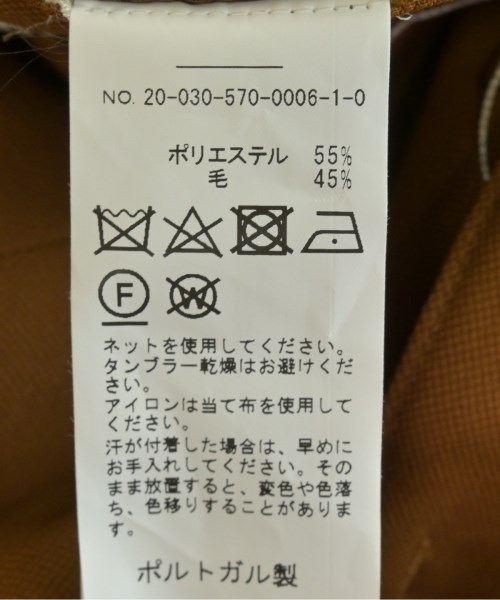 NO. 20-030-570-0006-1-0
ポリエステル 55%
毛 45%
F W
ネットを使用してください。
タンブラー乾燥はお避けくだ
さい。
アイロンは当て布を使用して
ください。
汗が付着した場合は、早めに
お手入れしてください。その
まま放置すると、変色や色落
ち、色移りすることがありま
す。
ポルトガル製